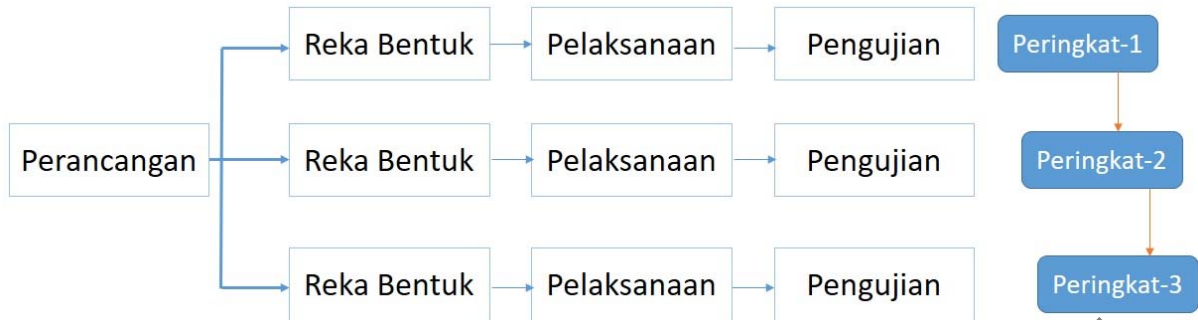 Reka Bentuk
Pelaksanaan
Pengujian
Peringkat-1
Perancangan
Reka Bentuk
Pelaksanaan
Pengujian
Peringkat-2
Reka Bentuk
Pelaksanaan
Pengujian
Peringkat-3